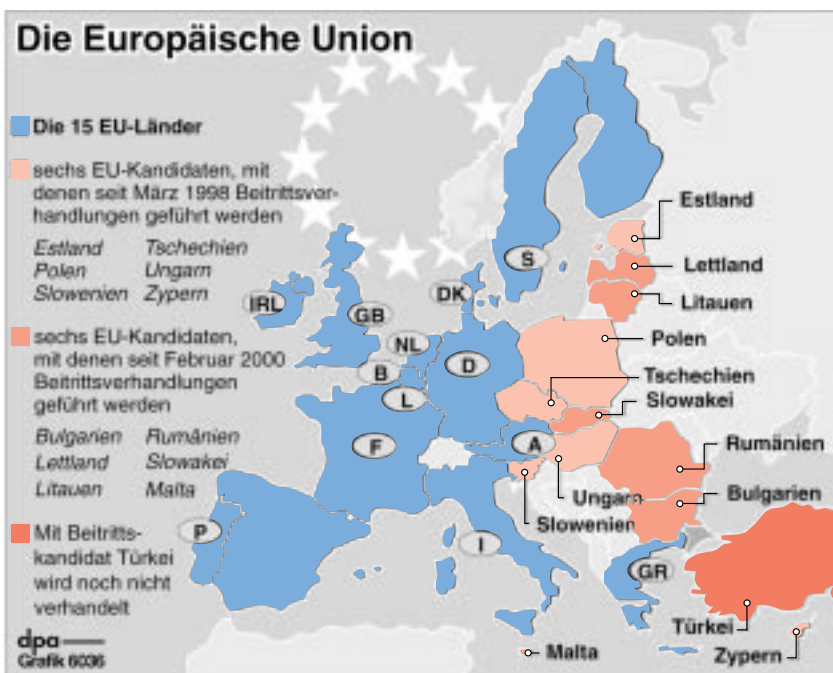 Die Europäische Union
Die 15 EU-Länder
sechs EU-Kandidaten, mit
denen seit März 1998 Beitrittsver-
handlungen geführt werden
Estland Tschechien
Polen Ungarn
Slowenien Zypern
sechs EU-Kandidaten,
mit denen seit Februar 2000
Beitrittsverhandlungen
geführt werden
Bulgarien Rumänien
Lettland Slowakei
Litauen Malta
Mit Beitritts-
kandidat Türkei
wird noch nicht
verhandelt
dpa
Grafik 6036
S
Estland
Lettland
DK
IRL
Litauen
GB
Polen
NL
D
B
Tschechien
L
Slowakei
F
A
Rumänien
Bulgarien
Ungarn
Slowenien
P
I
GR
Türkei
Malta
Zypern